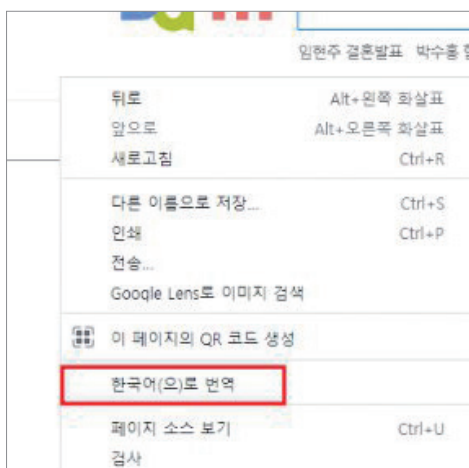 임현주 결혼발표 박수홍
뒤로 Alt+왼쪽 화살표
앞으로 Alt+오른쪽 화살표
새로고침 Ctrl+R
다른 이름으로 저장... Ctrl+S
인쇄 Ctrl+P
전송...
Google Lens로 이미지 검색
이 페이지의 QR 코드 생성
한국어(으)로 번역
페이지 소스 보기 Ctrl+U
검사